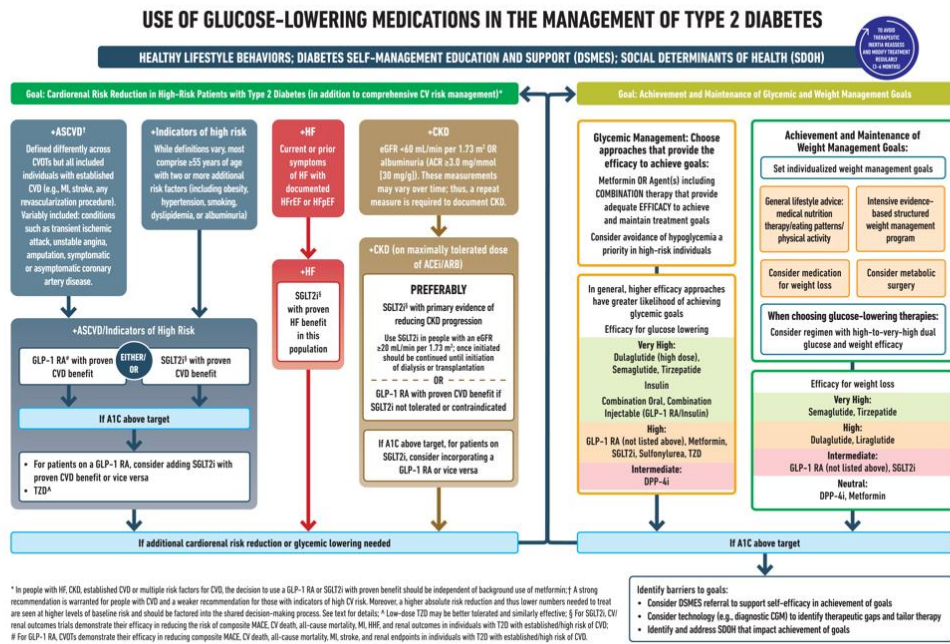 USE OF GLUCOSE-LOWERING MEDICATIONS IN THE MANAGEMENT OF TYPE 2 DIABETES
TO AVOID
THERAPEUTIC
INERTIA REASSESS
AND MODIFY TREATMENT
REGULARLY
(3–6 MONTHS)
HEALTHY LIFESTYLE BEHAVIORS; DIABETES SELF-MANAGEMENT EDUCATION AND SUPPORT (DSMES); SOCIAL DETERMINANTS OF HEALTH (SDOH)
Goal: Cardiorenal Risk Reduction in High-Risk Patients with Type 2 Diabetes (in addition to comprehensive CV risk management)*
+ASCVD†
Defined differently across
CVOTs but all included
individuals with established
CVD (e.g., MI, stroke, any
revascularization procedure).
Variably included: conditions
such as transient ischemic
attack, unstable angina,
amputation, symptomatic
or asymptomatic coronary
artery disease.
+Indicators of high risk
While definitions vary, most
comprise ≥55 years of age
with two or more additional
risk factors (including obesity,
hypertension, smoking,
dyslipidemia, or albuminuria)
+HF
Current or prior
symptoms
of HF with
documented
HFrEF or HFpEF
+CKD
eGFR <60 mL/min per 1.73 m² OR
albuminuria (ACR ≥3.0 mg/mmol
[30 mg/g]). These measurements
may vary over time; thus, a repeat
measure is required to document CKD.
+ASCVD/Indicators of High Risk
GLP-1 RA# with proven
CVD benefit
EITHER/
OR
SGLT2i§ with proven
CVD benefit
If A1C above target
• For patients on a GLP-1 RA, consider adding SGLT2i with
proven CVD benefit or vice versa
• TZD^
+HF
SGLT2i§
with proven
HF benefit
in this
population
+CKD (on maximally tolerated dose
of ACEi/ARB)
PREFERABLY
SGLT2i§ with primary evidence of
reducing CKD progression
Use SGLT2i in people with an eGFR
≥20 mL/min per 1.73 m²; once initiated
should be continued until initiation
of dialysis or transplantation
OR
GLP-1 RA with proven CVD benefit if
SGLT2i not tolerated or contraindicated
If A1C above target, for patients on
SGLT2i, consider incorporating a
GLP-1 RA or vice versa
If additional cardiorenal risk reduction or glycemic lowering needed
Goal: Achievement and Maintenance of Glycemic and Weight Management Goals
Glycemic Management: Choose
approaches that provide the
efficacy to achieve goals:
Metformin OR Agent(s) including
COMBINATION therapy that provide
adequate EFFICACY to achieve
and maintain treatment goals
Consider avoidance of hypoglycemia a
priority in high-risk individuals
In general, higher efficacy approaches
have greater likelihood of achieving
glycemic goals
Efficacy for glucose lowering
Very High:
Dulaglutide (high dose),
Semaglutide, Tirzepatide
Insulin
Combination Oral, Combination
Injectable (GLP-1 RA/Insulin)
High:
GLP-1 RA (not listed above), Metformin,
SGLT2i, Sulfonylurea, TZD
Intermediate:
DPP-4i
Achievement and Maintenance of
Weight Management Goals:
Set individualized weight management goals
General lifestyle advice:
medical nutrition
therapy/eating patterns/
physical activity
Intensive evidence-
based structured
weight management
program
Consider medication
for weight loss
Consider metabolic
surgery
When choosing glucose-lowering therapies:
Consider regimen with high-to-very-high dual
glucose and weight efficacy
Efficacy for weight loss
Very High:
Semaglutide, Tirzepatide
High:
Dulaglutide, Liraglutide
Intermediate:
GLP-1 RA (not listed above), SGLT2i
Neutral:
DPP-4i, Metformin
If A1C above target
Identify barriers to goals:
• Consider DSMES referral to support self-efficacy in achievement of goals
• Consider technology (e.g., diagnostic CGM) to identify therapeutic gaps and tailor therapy
• Identify and address SDOH that impact achievement of goals
* In people with HF, CKD, established CVD or multiple risk factors for CVD, the decision to use a GLP-1 RA or SGLT2i with proven benefit should be independent of background use of metformin;† A strong
recommendation is warranted for people with CVD and a weaker recommendation for those with indicators of high CV risk. Moreover, a higher absolute risk reduction and thus lower numbers needed to treat
are seen at higher levels of baseline risk and should be factored into the shared decision-making process. See text for details; ^ Low-dose TZD may be better tolerated and similarly effective; § For SGLT2i, CV/
renal outcomes trials demonstrate their efficacy in reducing the risk of composite MACE, CV death, all-cause mortality, MI, HHF, and renal outcomes in individuals with T2D with established/high risk of CVD;
# For GLP-1 RA, CVOTs demonstrate their efficacy in reducing composite MACE, CV death, all-cause mortality, MI, stroke, and renal endpoints in individuals with T2D with established/high risk of CVD.